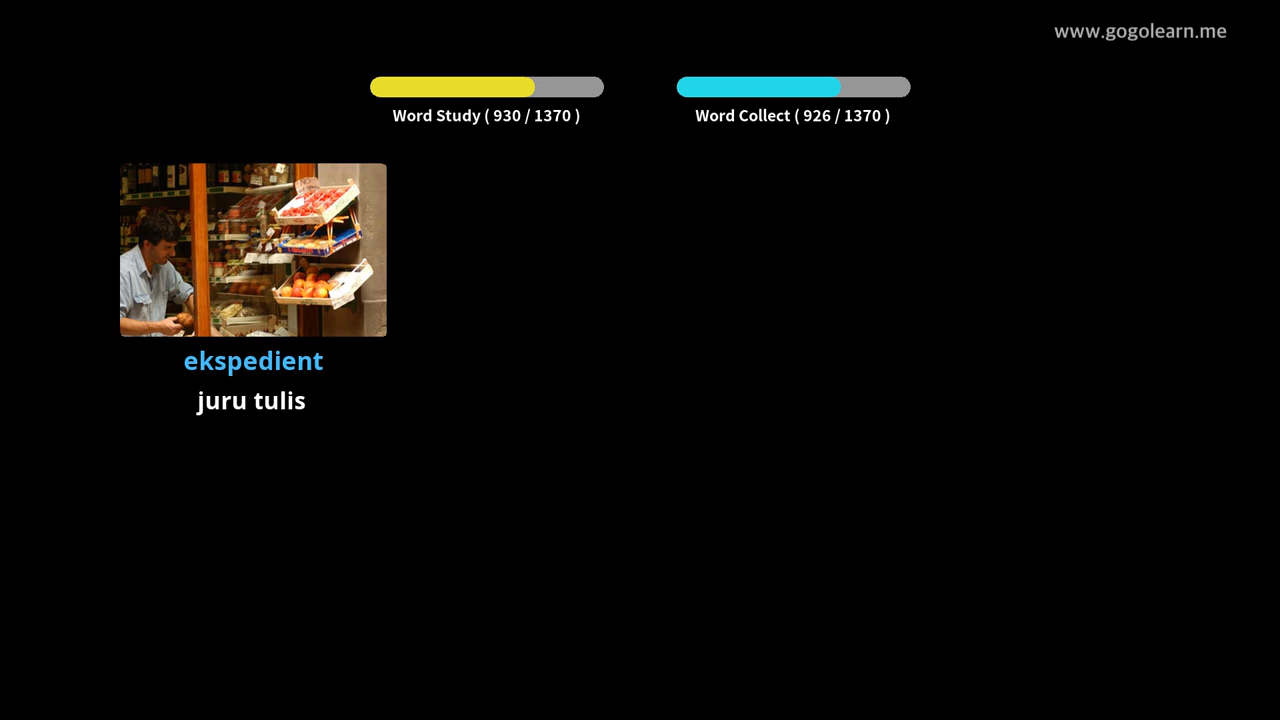 www.gogolearn.me
Word Study ( 930 / 1370 )
Word Collect ( 926 / 1370 )
ekspedient
juru tulis